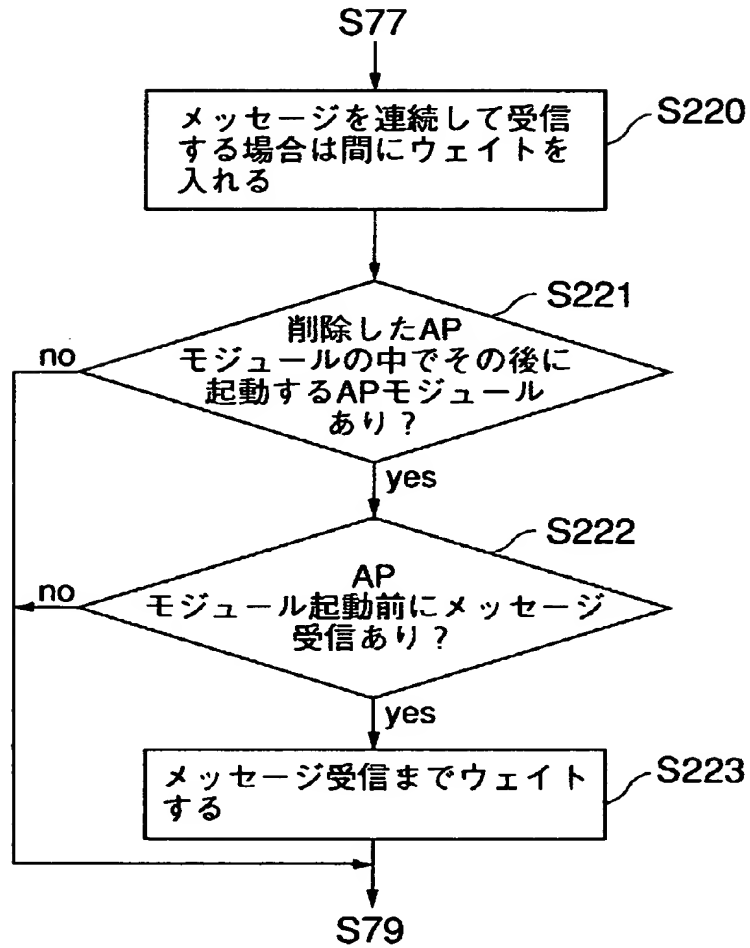 S77
メッセージを連続して受信
する場合は間にウェイトを
入れる
S220
削除したAP
モジュールの中でその後に
起動するAPモジュール
あり？
S221
no
yes
AP
モジュール起動前にメッセージ
受信あり？
S222
no
yes
メッセージ受信までウェイト
する
S223
S79